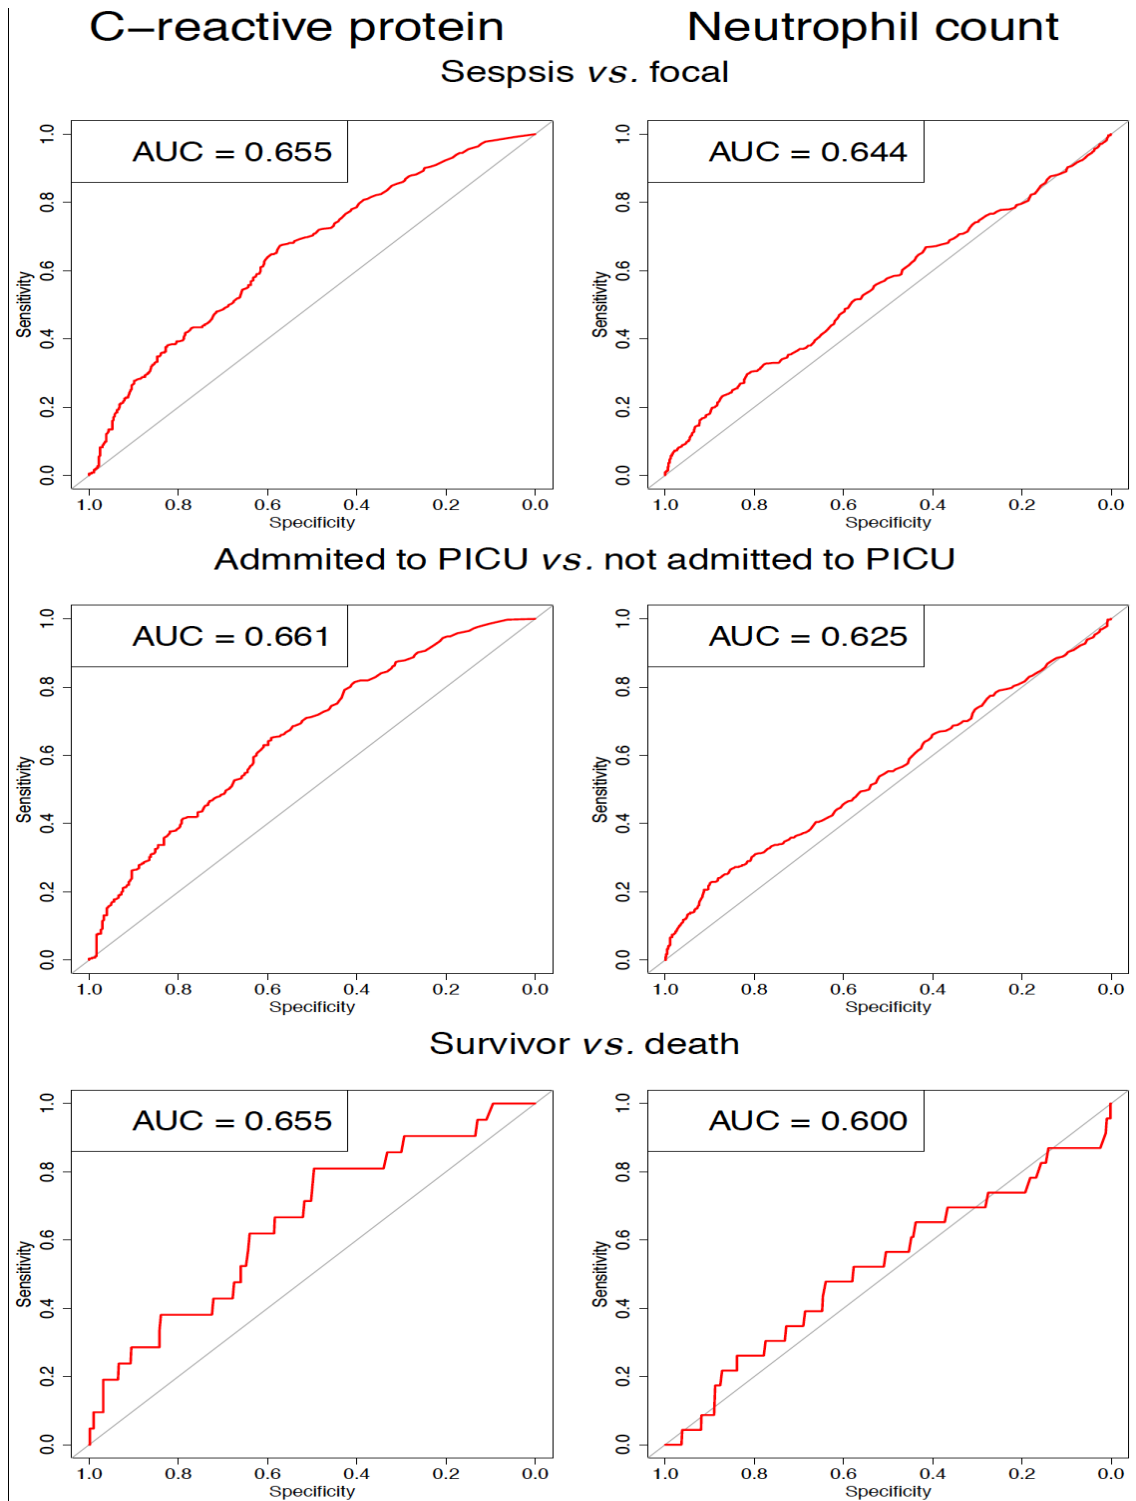 C−reactive protein Neutrophil count
Sespsis vs. focal
AUC = 0.655
Sensitivity
0.0 0.2 0.4 0.6 0.8 1.0
1.0 0.8 0.6 0.4 0.2 0.0
Specificity
AUC = 0.644
Sensitivity
0.0 0.2 0.4 0.6 0.8 1.0
1.0 0.8 0.6 0.4 0.2 0.0
Specificity
Admmited to PICU vs. not admitted to PICU
AUC = 0.661
Sensitivity
0.0 0.2 0.4 0.6 0.8 1.0
1.0 0.8 0.6 0.4 0.2 0.0
Specificity
AUC = 0.625
Sensitivity
0.0 0.2 0.4 0.6 0.8 1.0
1.0 0.8 0.6 0.4 0.2 0.0
Specificity
Survivor vs. death
AUC = 0.655
Sensitivity
0.0 0.2 0.4 0.6 0.8 1.0
1.0 0.8 0.6 0.4 0.2 0.0
Specificity
AUC = 0.600
Sensitivity
0.0 0.2 0.4 0.6 0.8 1.0
1.0 0.8 0.6 0.4 0.2 0.0
Specificity